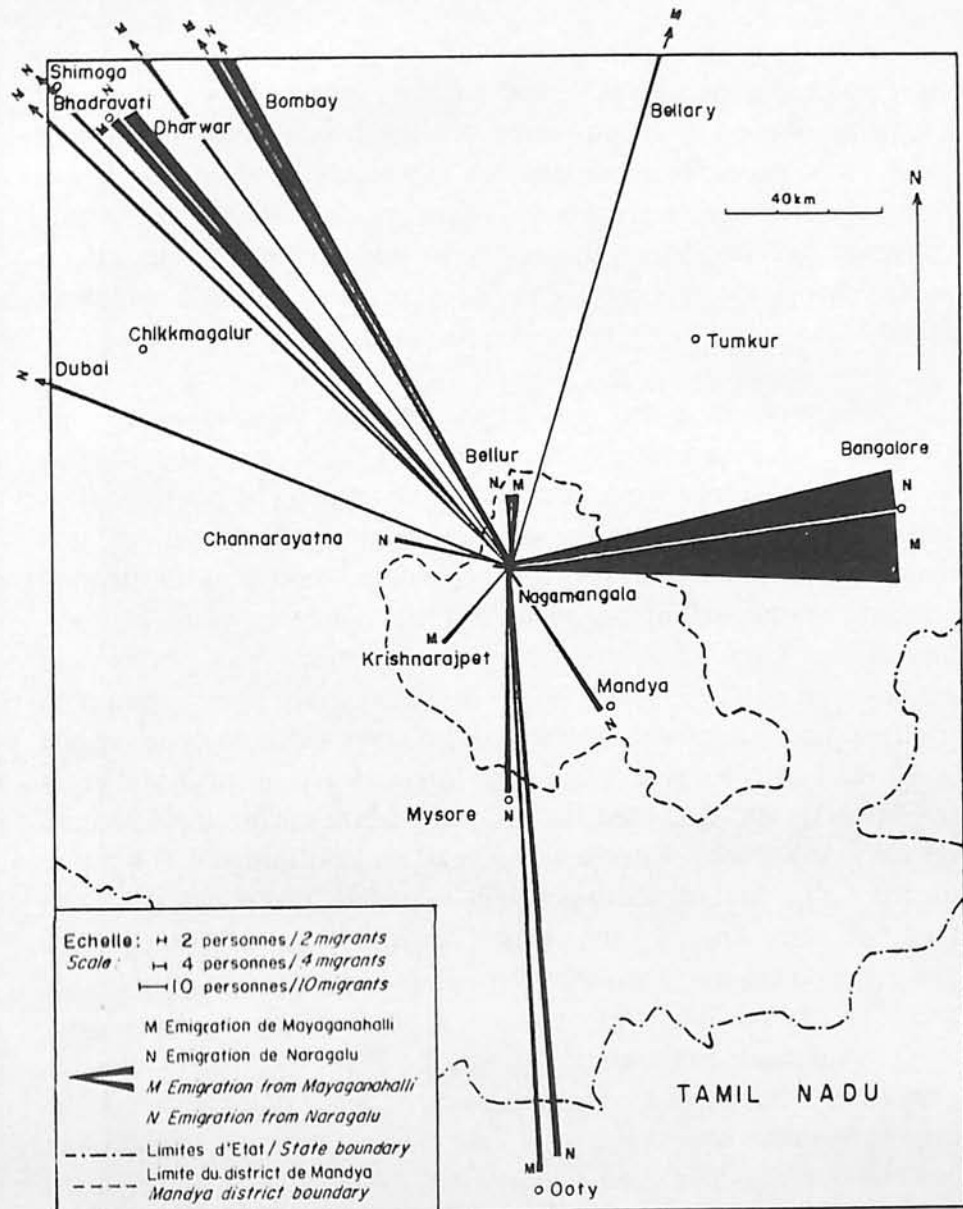 M
M
M
N
N
M
Shimoga
Bhadravati
M
Dharwar
Bombay
Bellary
N
40 km
Chikkmagalur
Tumkur
N
Dubai
Bellur
N M
Bangalore
N
M
Channarayatna
N
Nagamangala
M
Krishnarajpet
Mandya
N
Mysore
N
Echelle: 2 personnes/2 migrants
Scale: 4 personnes/4 migrants
10 personnes/10 migrants
M Emigration de Mayaganahalli
N Emigration de Naragalu
M Emigration from Mayaganahalli
N Emigration from Naragalu
Limites d'Etat/State boundary
Limite du district de Mandya
Mandya district boundary
TAMIL NADU
M
N
Ooty